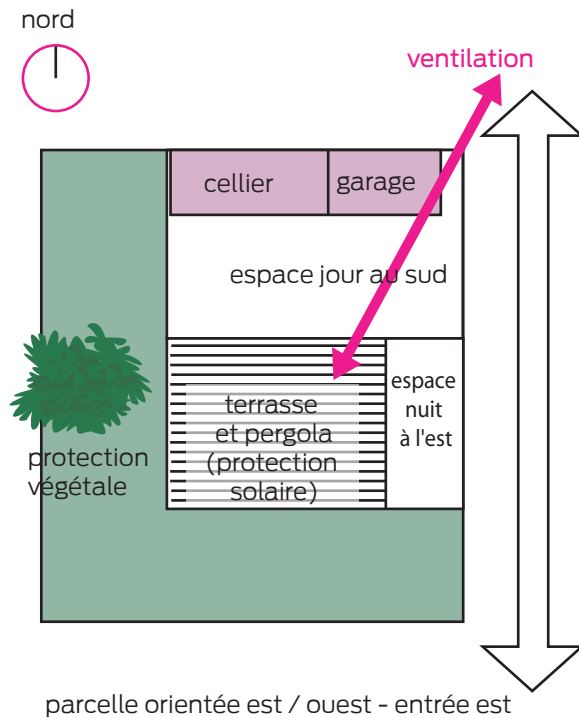 nord
ventilation
cellier
garage
espace jour au sud
espace
nuit
à l'est
terrasse
et pergola
(protection
solaire)
protection
végétale
parcelle orientée est / ouest - entrée est